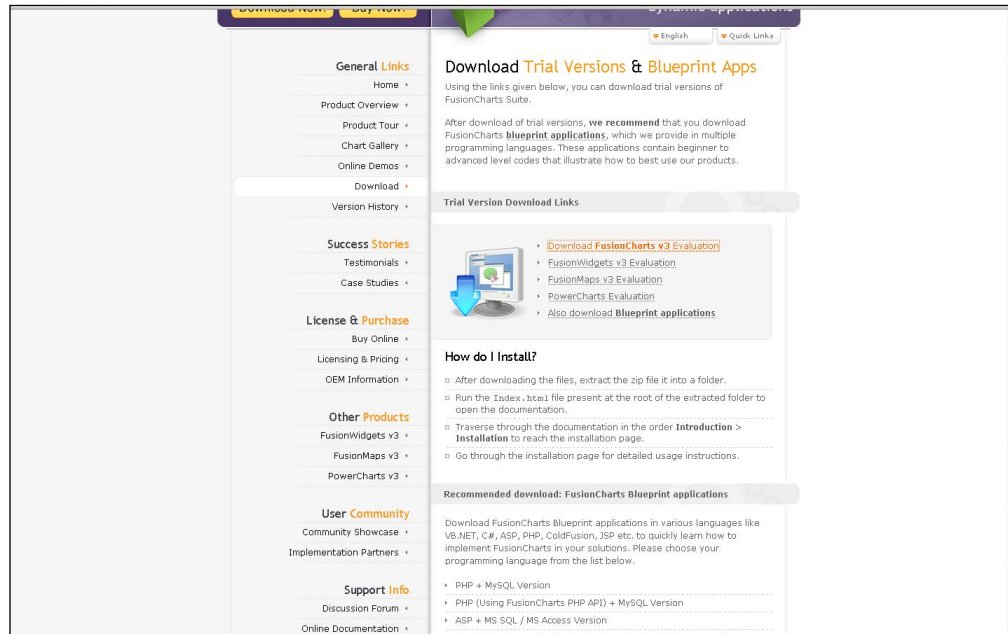 Download Now!
Buy Now!
dynamic applications
English
Quick Links
General Links
Home
Product Overview
Product Tour
Chart Gallery
Online Demos
Download
Version History
Success Stories
Testimonials
Case Studies
License & Purchase
Buy Online
Licensing & Pricing
OEM Information
Other Products
FusionWidgets v3
FusionMaps v3
PowerCharts v3
User Community
Community Showcase
Implementation Partners
Support Info
Discussion Forum
Online Documentation
Download Trial Versions & Blueprint Apps
Using the links given below, you can download trial versions of
FusionCharts Suite.
After download of trial versions, we recommend that you download
FusionCharts blueprint applications, which we provide in multiple
programming languages. These applications contain beginner to
advanced level codes that illustrate how to best use our products.
Trial Version Download Links
Download FusionCharts v3 Evaluation
FusionWidgets v3 Evaluation
FusionMaps v3 Evaluation
PowerCharts Evaluation
Also download Blueprint applications
How do I Install?
After downloading the files, extract the zip file it into a folder.
Run the Index.html file present at the root of the extracted folder to
open the documentation.
Traverse through the documentation in the order Introduction >
Installation to reach the installation page.
Go through the installation page for detailed usage instructions.
Recommended download: FusionCharts Blueprint applications
Download FusionCharts Blueprint applications in various languages like
VB.NET, C#, ASP, PHP, ColdFusion, JSP etc. to quickly learn how to
implement FusionCharts in your solutions. Please choose your
programming language from the list below.
PHP + MySQL Version
PHP (Using FusionCharts PHP API) + MySQL Version
ASP + MS SQL / MS Access Version